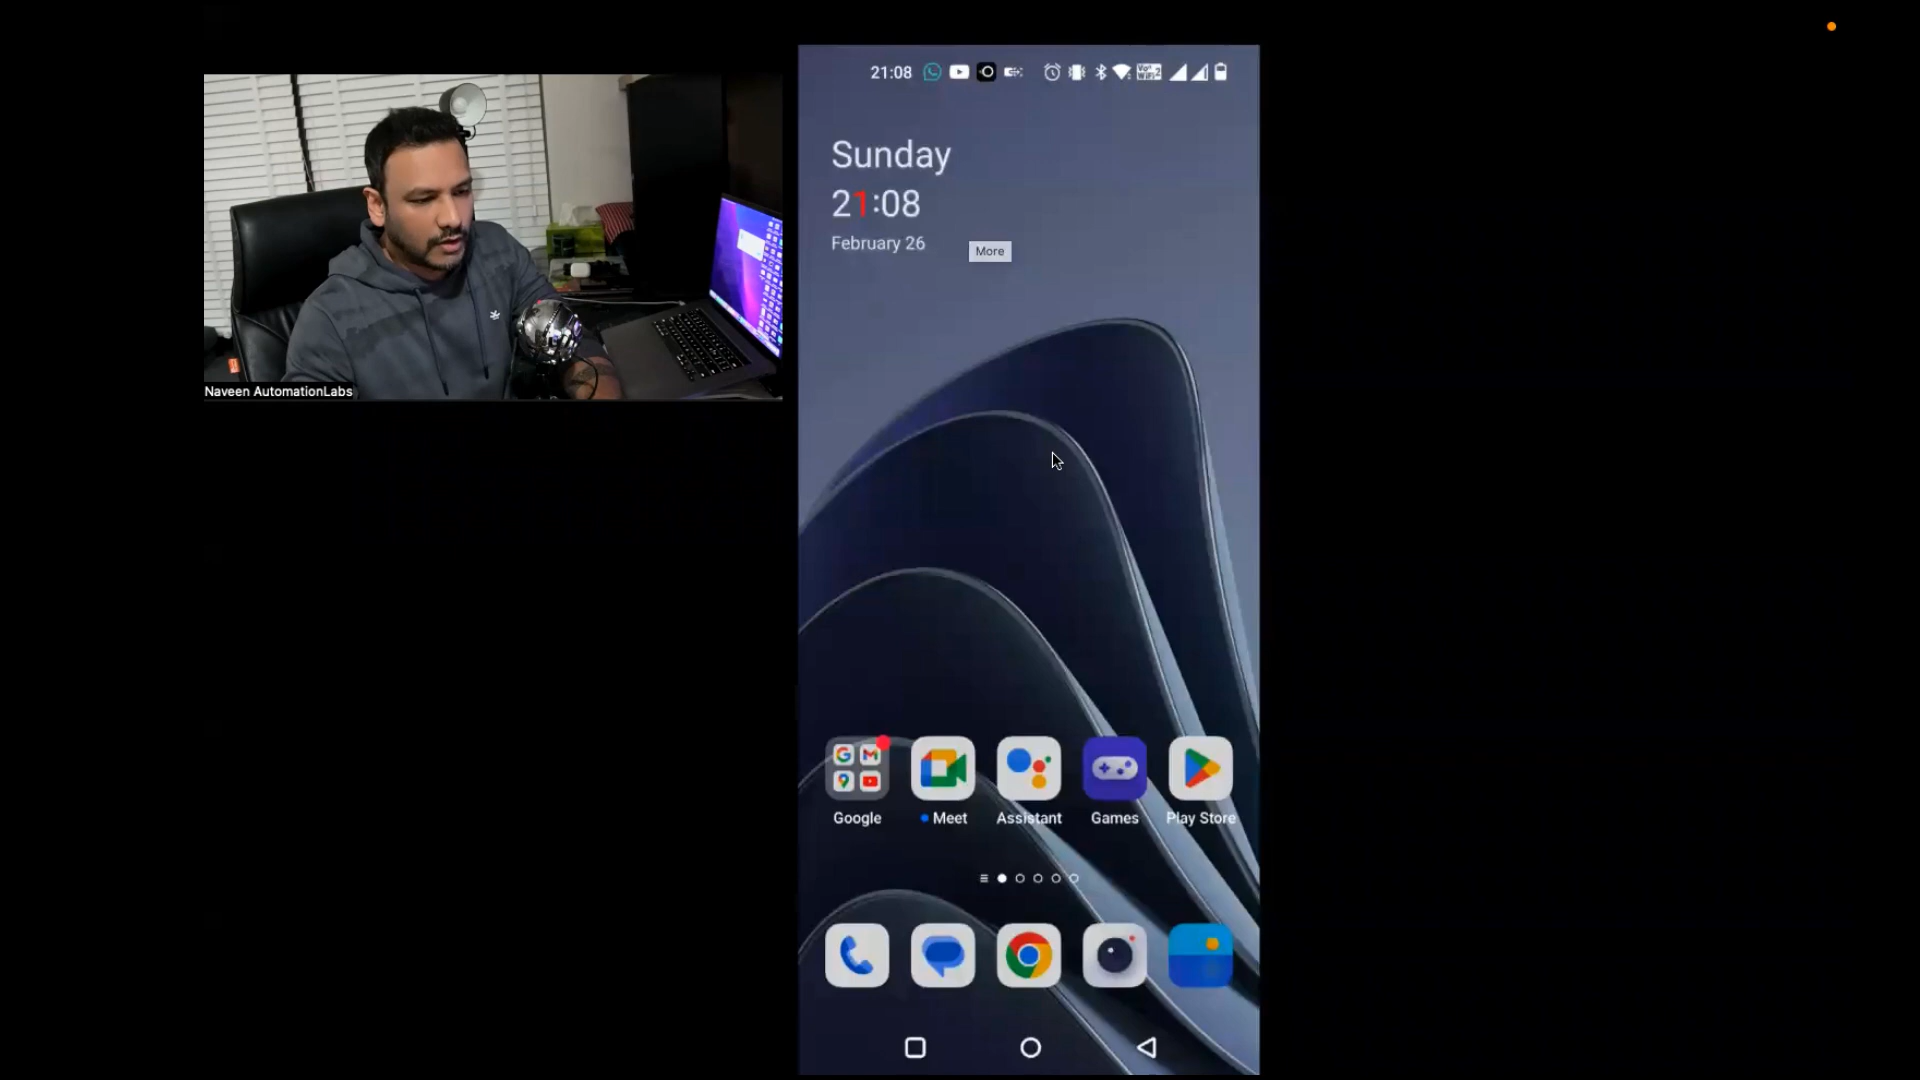 Naveen AutomationLabs
21:08
Sunday
21:08
February 26
More
Google
Meet
Assistant
Games
Play Store